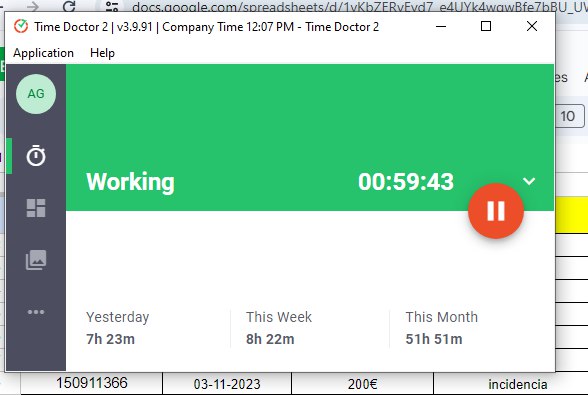 docs.google.com/spreadsheets/d/
Time Doctor 2 | v3.9.91 | Company Time 12:07 PM - Time Doctor 2
Application Help
AG
10
Working 00:59:43
Yesterday This Week This Month
7h 23m 8h 22m 51h 51m
150911366 03-11-2023 200€ incidencia